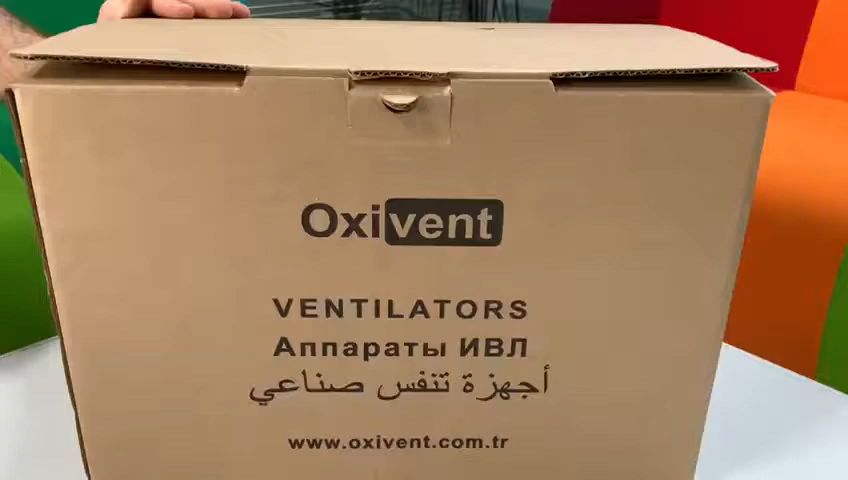 Oxivent
VENTILATORS
Аппараты ИВЛ
أجهزة تنفس صناعي
www.oxivent.com.tr